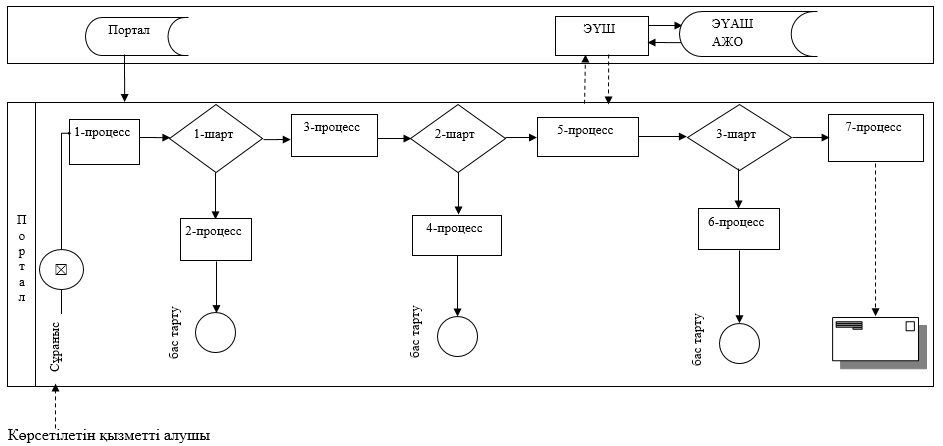 Портал
ЭҮШ
ЭҮАШ
АЖО
1-процесс
1-шарт
3-процесс
2-шарт
5-процесс
3-шарт
7-процесс
Портал
2-процесс
4-процесс
6-процесс
Сұраныс
бас тарту
бас тарту
бас тарту
Көрсетілетін қызметті алушы